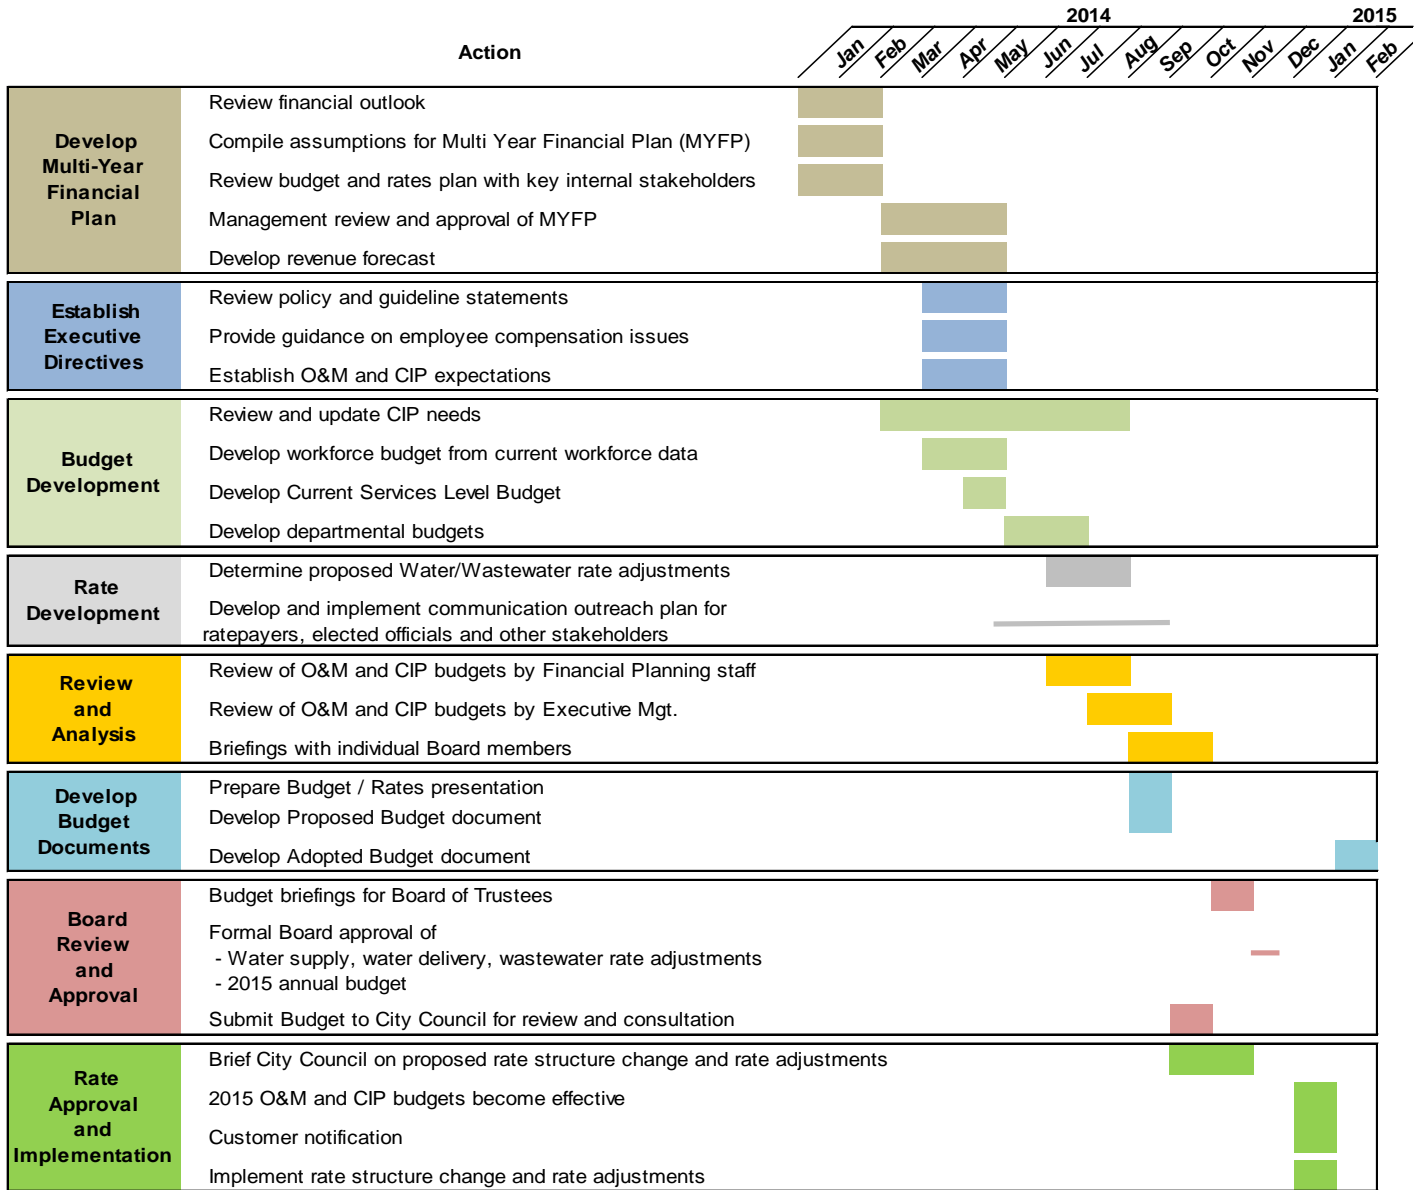 2014 2015
Action Jan Feb Mar Apr May Jun Jul Aug Sep Oct Nov Dec Jan Feb
Develop
Multi-Year
Financial
Plan
Review financial outlook
Compile assumptions for Multi Year Financial Plan (MYFP)
Review budget and rates plan with key internal stakeholders
Management review and approval of MYFP
Develop revenue forecast
Establish
Executive
Directives
Review policy and guideline statements
Provide guidance on employee compensation issues
Establish O&M and CIP expectations
Budget
Development
Review and update CIP needs
Develop workforce budget from current workforce data
Develop Current Services Level Budget
Develop departmental budgets
Rate
Development
Determine proposed Water/Wastewater rate adjustments
Develop and implement communication outreach plan for
ratepayers, elected officials and other stakeholders
Review
and
Analysis
Review of O&M and CIP budgets by Financial Planning staff
Review of O&M and CIP budgets by Executive Mgt.
Briefings with individual Board members
Develop
Budget
Documents
Prepare Budget / Rates presentation
Develop Proposed Budget document
Develop Adopted Budget document
Board
Review
and
Approval
Budget briefings for Board of Trustees
Formal Board approval of
- Water supply, water delivery, wastewater rate adjustments
- 2015 annual budget
Submit Budget to City Council for review and consultation
Rate
Approval
and
Implementation
Brief City Council on proposed rate structure change and rate adjustments
2015 O&M and CIP budgets become effective
Customer notification
Implement rate structure change and rate adjustments